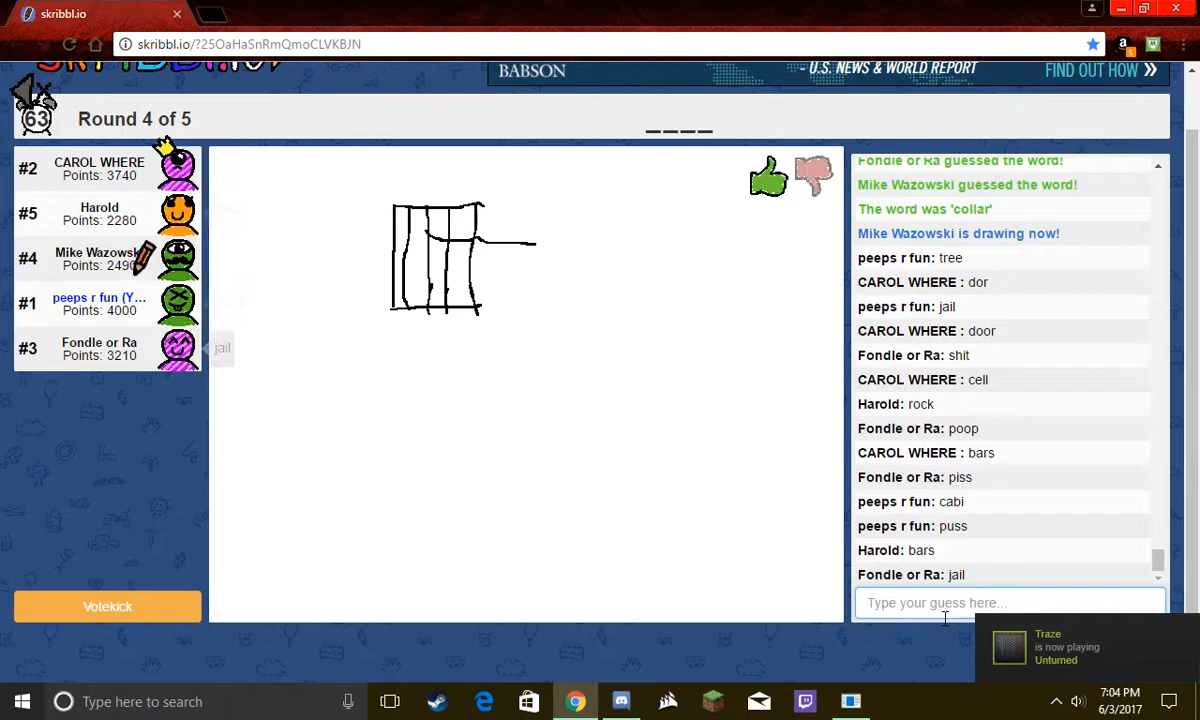 skribbl.io
skribbl.io/?25OaHaSnRmQmoCLVKBJN
BABSON
- U.S. NEWS & WORLD REPORT
FIND OUT HOW
63
Round 4 of 5
#2
CAROL WHERE
Points: 3740
#5
Harold
Points: 2280
#4
Mike Wazowsk
Points: 2490
#1
peeps r fun (Y...
Points: 4000
#3
Fondle or Ra
Points: 3210
jail
Votekick
Fondle or Ra guessed the word!
Mike Wazowski guessed the word!
The word was 'collar'
Mike Wazowski is drawing now!
peeps r fun: tree
CAROL WHERE : dor
peeps r fun: jail
CAROL WHERE : door
Fondle or Ra: shit
CAROL WHERE : cell
Harold: rock
Fondle or Ra: poop
CAROL WHERE : bars
Fondle or Ra: piss
peeps r fun: cabi
peeps r fun: puss
Harold: bars
Fondle or Ra: jail
Type your guess here...
Traze
is now playing
Unturned
Type here to search
7:04 PM
6/3/2017